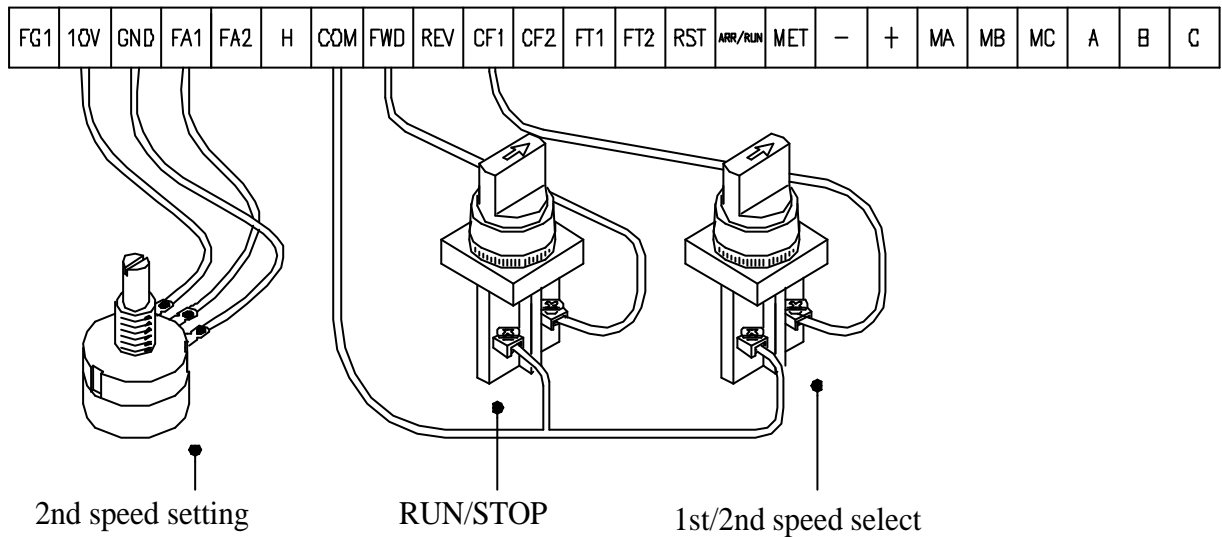 FG1 10V GND FA1 FA2 H COM FWD REV CF1 CF2 FT1 FT2 RST ARR/RUN MET − + MA MB MC A B C
2nd speed setting RUN/STOP 1st/2nd speed select